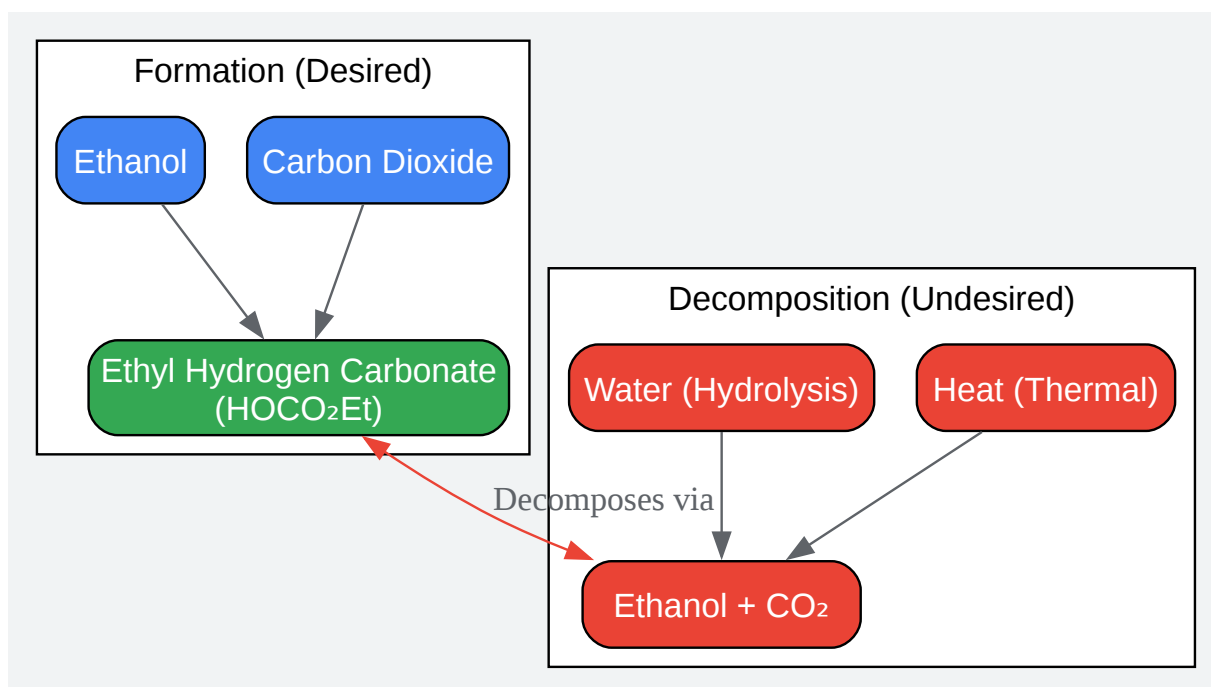 Formation (Desired)
Ethanol
Carbon Dioxide
Ethyl Hydrogen Carbonate
(HOCO₂Et)
Decomposition (Undesired)
Water (Hydrolysis)
Heat (Thermal)
Decomposes via
Ethanol + CO₂